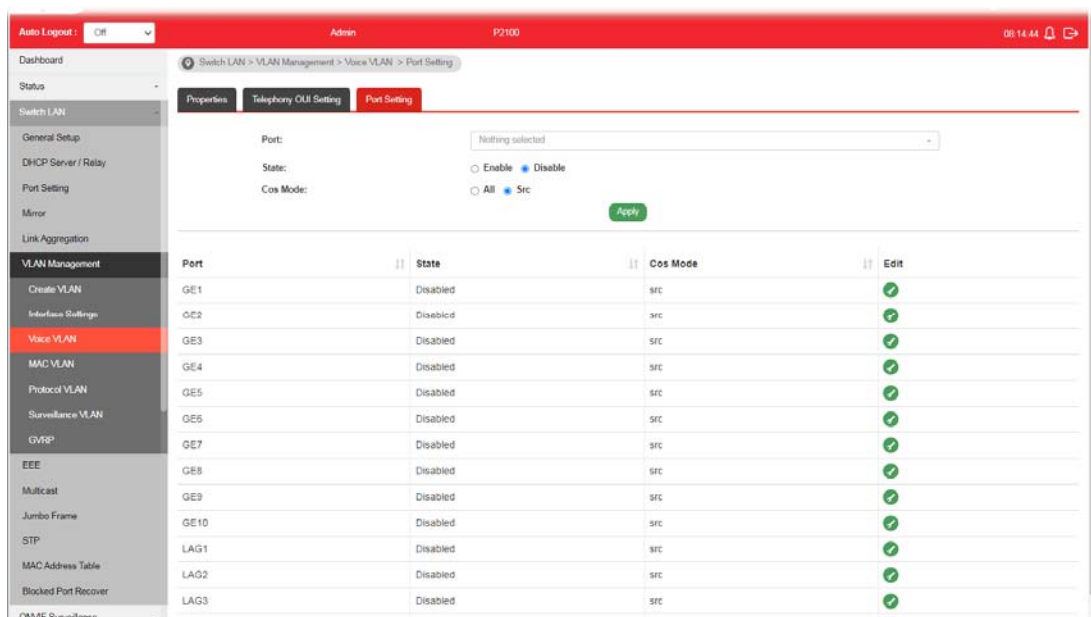 Auto Logout : Off Admin P2100 08:14:44
Dashboard
Switch LAN > VLAN Management > Voice VLAN > Port Setting
Status
Properties Telephony OUI Setting Port Setting
Switch LAN
General Setup
Port: Nothing selected
DHCP Server / Relay
State: Enable Disable
Port Setting
Cos Mode: All Src
Mirror
Apply
Link Aggregation
VLAN Management
Port State Cos Mode Edit
Create VLAN
GE1 Disabled src
Interface Settings
GE2 Disabled src
Voice VLAN
GE3 Disabled src
MAC VLAN
GE4 Disabled src
Protocol VLAN
GE5 Disabled src
Surveillance VLAN
GE6 Disabled src
GVRP
GE7 Disabled src
EEE
GE8 Disabled src
Multicast
GE9 Disabled src
Jumbo Frame
GE10 Disabled src
STP
LAG1 Disabled src
MAC Address Table
LAG2 Disabled src
Blocked Port Recover
LAG3 Disabled src
ONVIF Surveillance